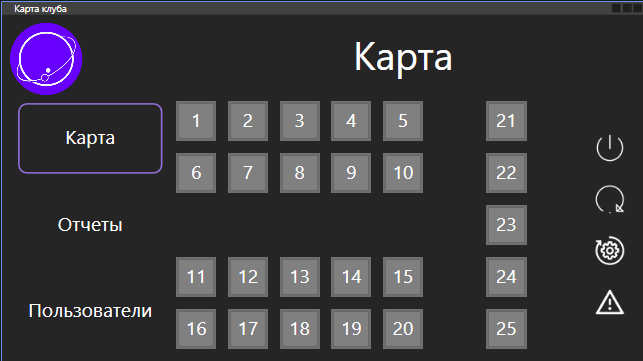 Карта клуба
Карта
Карта
1 2 3 4 5 21
6 7 8 9 10 22
Отчеты
23
11 12 13 14 15 24
Пользователи
16 17 18 19 20 25